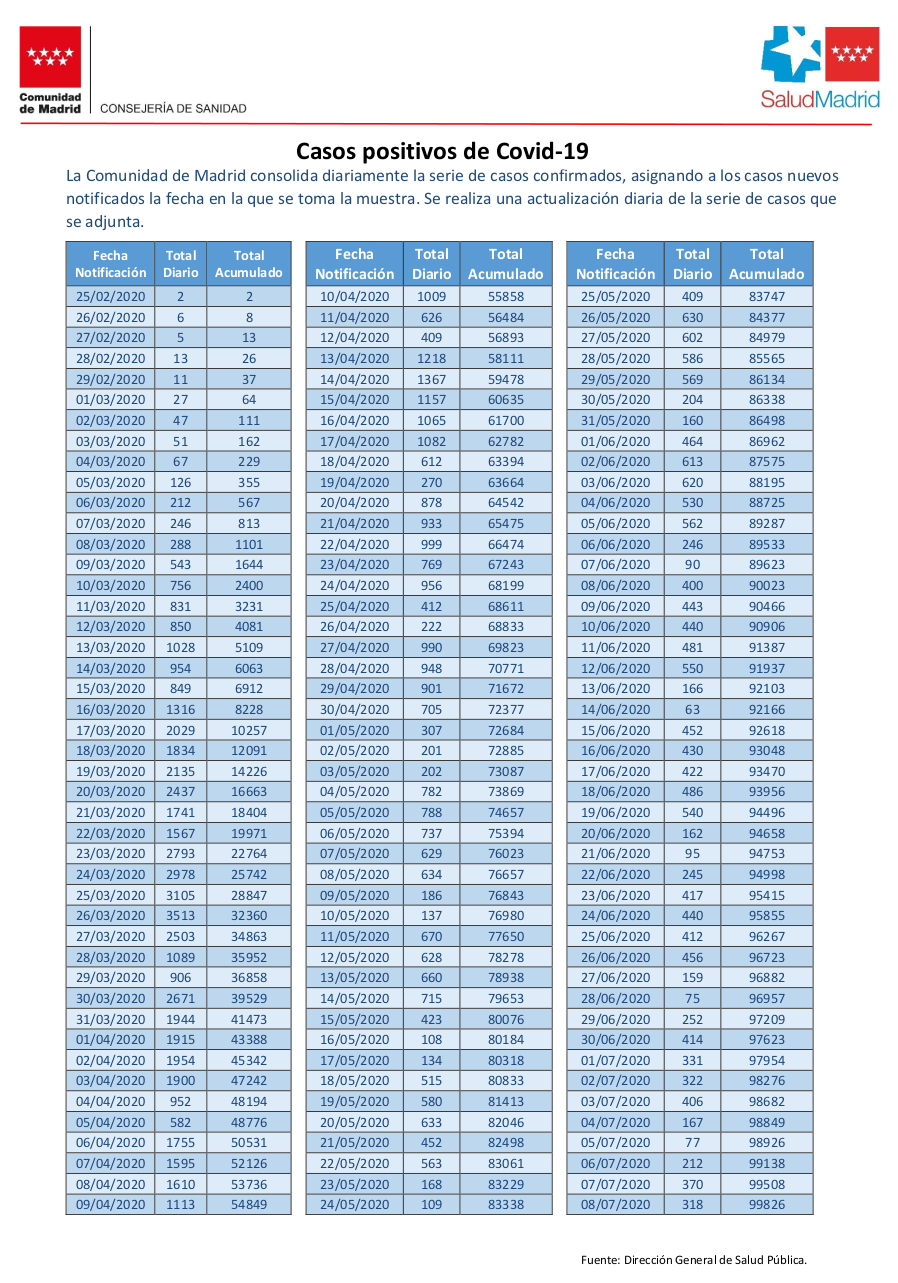 Comunidad
de Madrid
CONSEJERÍA DE SANIDAD
SaludMadrid
Casos positivos de Covid-19
La Comunidad de Madrid consolida diariamente la serie de casos confirmados, asignando a los casos nuevos
notificados la fecha en la que se toma la muestra. Se realiza una actualización diaria de la serie de casos que
se adjunta.
Fecha Notificación Total Diario Total Acumulado
25/02/2020 2 2
26/02/2020 6 8
27/02/2020 5 13
28/02/2020 13 26
29/02/2020 11 37
01/03/2020 27 64
02/03/2020 47 111
03/03/2020 51 162
04/03/2020 67 229
05/03/2020 126 355
06/03/2020 212 567
07/03/2020 246 813
08/03/2020 288 1101
09/03/2020 543 1644
10/03/2020 756 2400
11/03/2020 831 3231
12/03/2020 850 4081
13/03/2020 1028 5109
14/03/2020 954 6063
15/03/2020 849 6912
16/03/2020 1316 8228
17/03/2020 2029 10257
18/03/2020 1834 12091
19/03/2020 2135 14226
20/03/2020 2437 16663
21/03/2020 1741 18404
22/03/2020 1567 19971
23/03/2020 2793 22764
24/03/2020 2978 25742
25/03/2020 3105 28847
26/03/2020 3513 32360
27/03/2020 2503 34863
28/03/2020 1089 35952
29/03/2020 906 36858
30/03/2020 2671 39529
31/03/2020 1944 41473
01/04/2020 1915 43388
02/04/2020 1954 45342
03/04/2020 1900 47242
04/04/2020 952 48194
05/04/2020 582 48776
06/04/2020 1755 50531
07/04/2020 1595 52126
08/04/2020 1610 53736
09/04/2020 1113 54849
Fecha Notificación Total Diario Total Acumulado
10/04/2020 1009 55858
11/04/2020 626 56484
12/04/2020 409 56893
13/04/2020 1218 58111
14/04/2020 1367 59478
15/04/2020 1157 60635
16/04/2020 1065 61700
17/04/2020 1082 62782
18/04/2020 612 63394
19/04/2020 270 63664
20/04/2020 878 64542
21/04/2020 933 65475
22/04/2020 999 66474
23/04/2020 769 67243
24/04/2020 956 68199
25/04/2020 412 68611
26/04/2020 222 68833
27/04/2020 990 69823
28/04/2020 948 70771
29/04/2020 901 71672
30/04/2020 705 72377
01/05/2020 307 72684
02/05/2020 201 72885
03/05/2020 202 73087
04/05/2020 782 73869
05/05/2020 788 74657
06/05/2020 737 75394
07/05/2020 629 76023
08/05/2020 634 76657
09/05/2020 186 76843
10/05/2020 137 76980
11/05/2020 670 77650
12/05/2020 628 78278
13/05/2020 660 78938
14/05/2020 715 79653
15/05/2020 423 80076
16/05/2020 108 80184
17/05/2020 134 80318
18/05/2020 515 80833
19/05/2020 580 81413
20/05/2020 633 82046
21/05/2020 452 82498
22/05/2020 563 83061
23/05/2020 168 83229
24/05/2020 109 83338
Fecha Notificación Total Diario Total Acumulado
25/05/2020 409 83747
26/05/2020 630 84377
27/05/2020 602 84979
28/05/2020 586 85565
29/05/2020 569 86134
30/05/2020 204 86338
31/05/2020 160 86498
01/06/2020 464 86962
02/06/2020 613 87575
03/06/2020 620 88195
04/06/2020 530 88725
05/06/2020 562 89287
06/06/2020 246 89533
07/06/2020 90 89623
08/06/2020 400 90023
09/06/2020 443 90466
10/06/2020 440 90906
11/06/2020 481 91387
12/06/2020 550 91937
13/06/2020 166 92103
14/06/2020 63 92166
15/06/2020 452 92618
16/06/2020 430 93048
17/06/2020 422 93470
18/06/2020 486 93956
19/06/2020 540 94496
20/06/2020 162 94658
21/06/2020 95 94753
22/06/2020 245 94998
23/06/2020 417 95415
24/06/2020 440 95855
25/06/2020 412 96267
26/06/2020 456 96723
27/06/2020 159 96882
28/06/2020 75 96957
29/06/2020 252 97209
30/06/2020 414 97623
01/07/2020 331 97954
02/07/2020 322 98276
03/07/2020 406 98682
04/07/2020 167 98849
05/07/2020 77 98926
06/07/2020 212 99138
07/07/2020 370 99508
08/07/2020 318 99826
Fuente: Dirección General de Salud Pública.